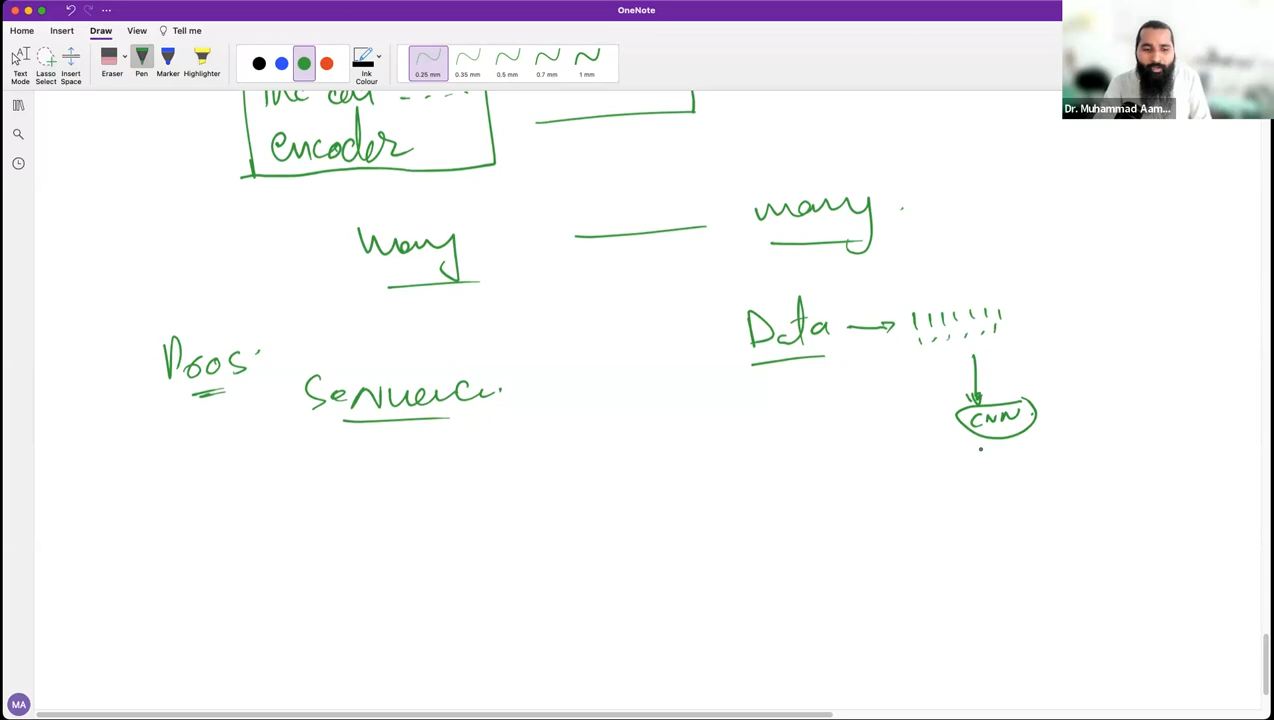 OneNote
Home Insert Draw View Tell me
Text Mode Lasso Select Insert Space Eraser Pen Marker Highlighter Ink Colour 0.25 mm 0.35 mm 0.5 mm 0.7 mm 1 mm
Dr. Muhammad Aam...
encoder
many many.
Data
Pros:
Sequence.
CNN
MA